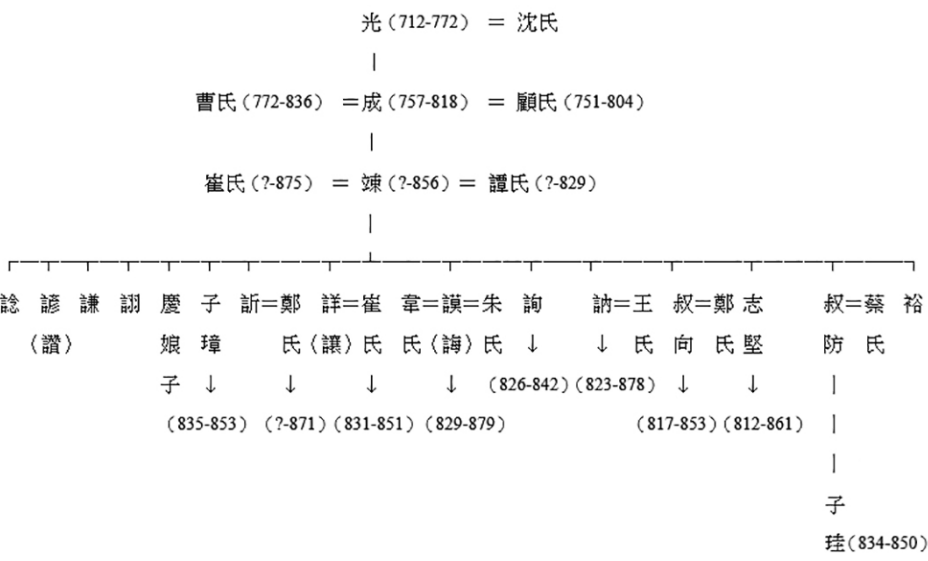 光(712-772) = 沈氏
曹氏(772-836) =成(757-818) = 顧氏(751-804)
崔氏(?-875) = 竦(?-856)= 譚氏(?-829)
諗 諺 謙 詡 慶 子 訢=鄭 詳=崔 韋=謨=朱 詢 訥=王 叔=鄭 志 叔=蔡 裕
(讚) 娘 璋 氏(讓)氏 氏(誨)氏 ↓ ↓ 氏 向 氏 堅 防 氏
子 ↓ ↓ ↓ ↓ (826-842)(823-878) ↓ ↓ |
(835-853) (?-871)(831-851)(829-879) (817-853)(812-861) |
子
珪(834-850)